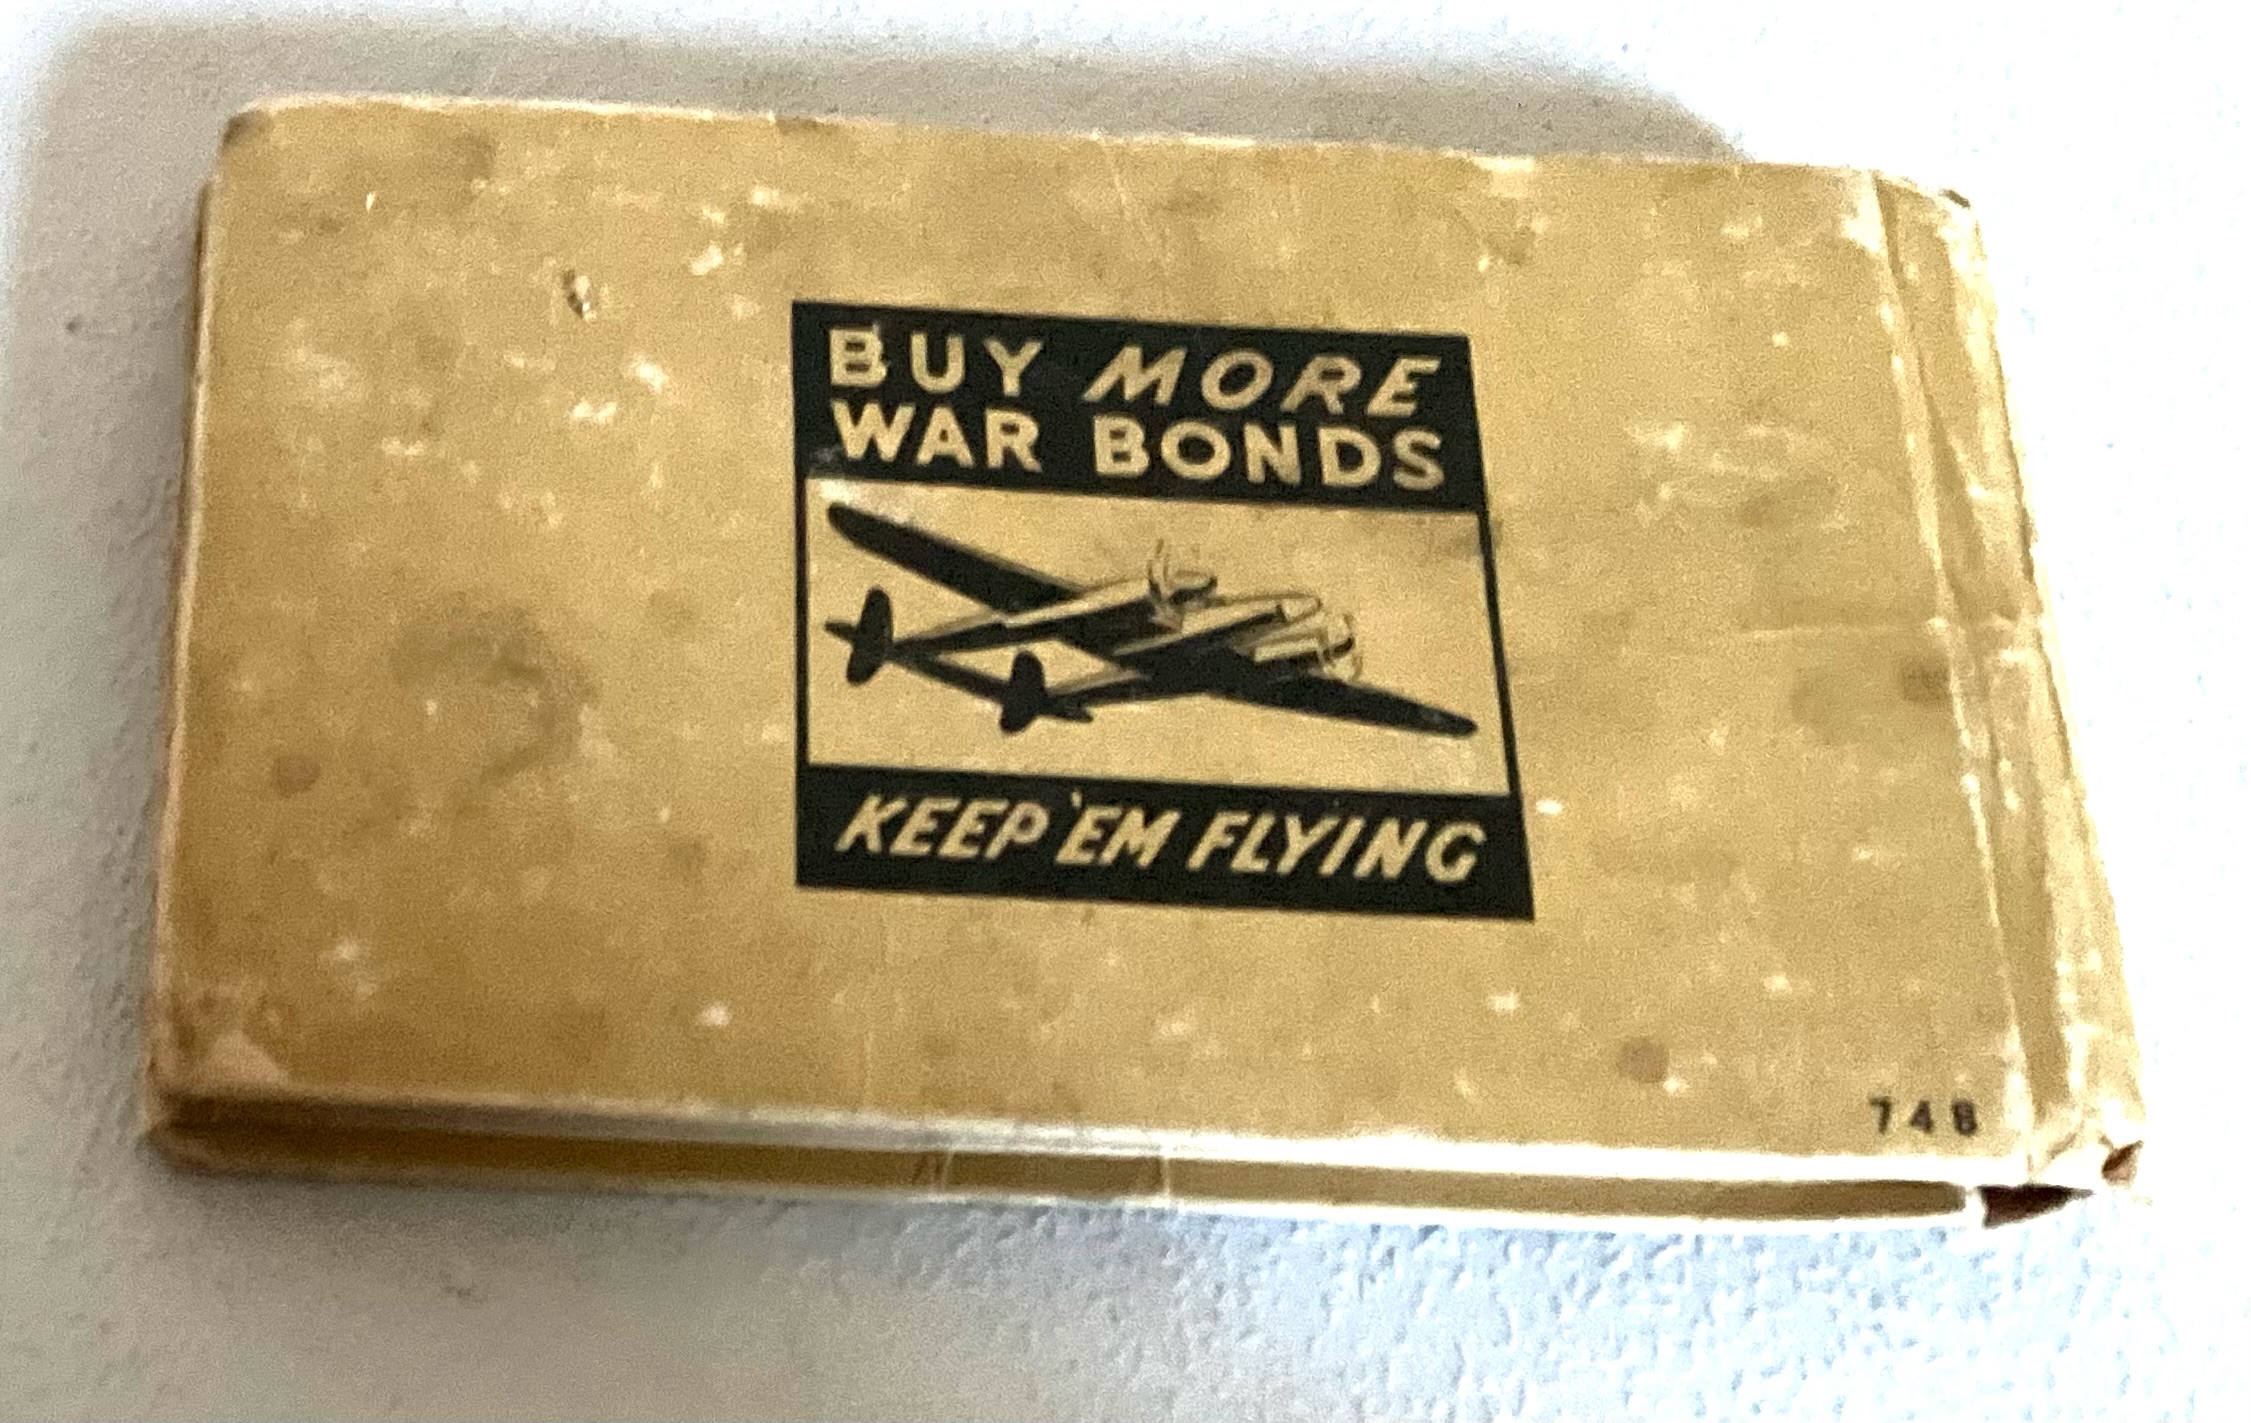 BUY MORE
WAR BONDS
KEEP 'EM FLYING
748